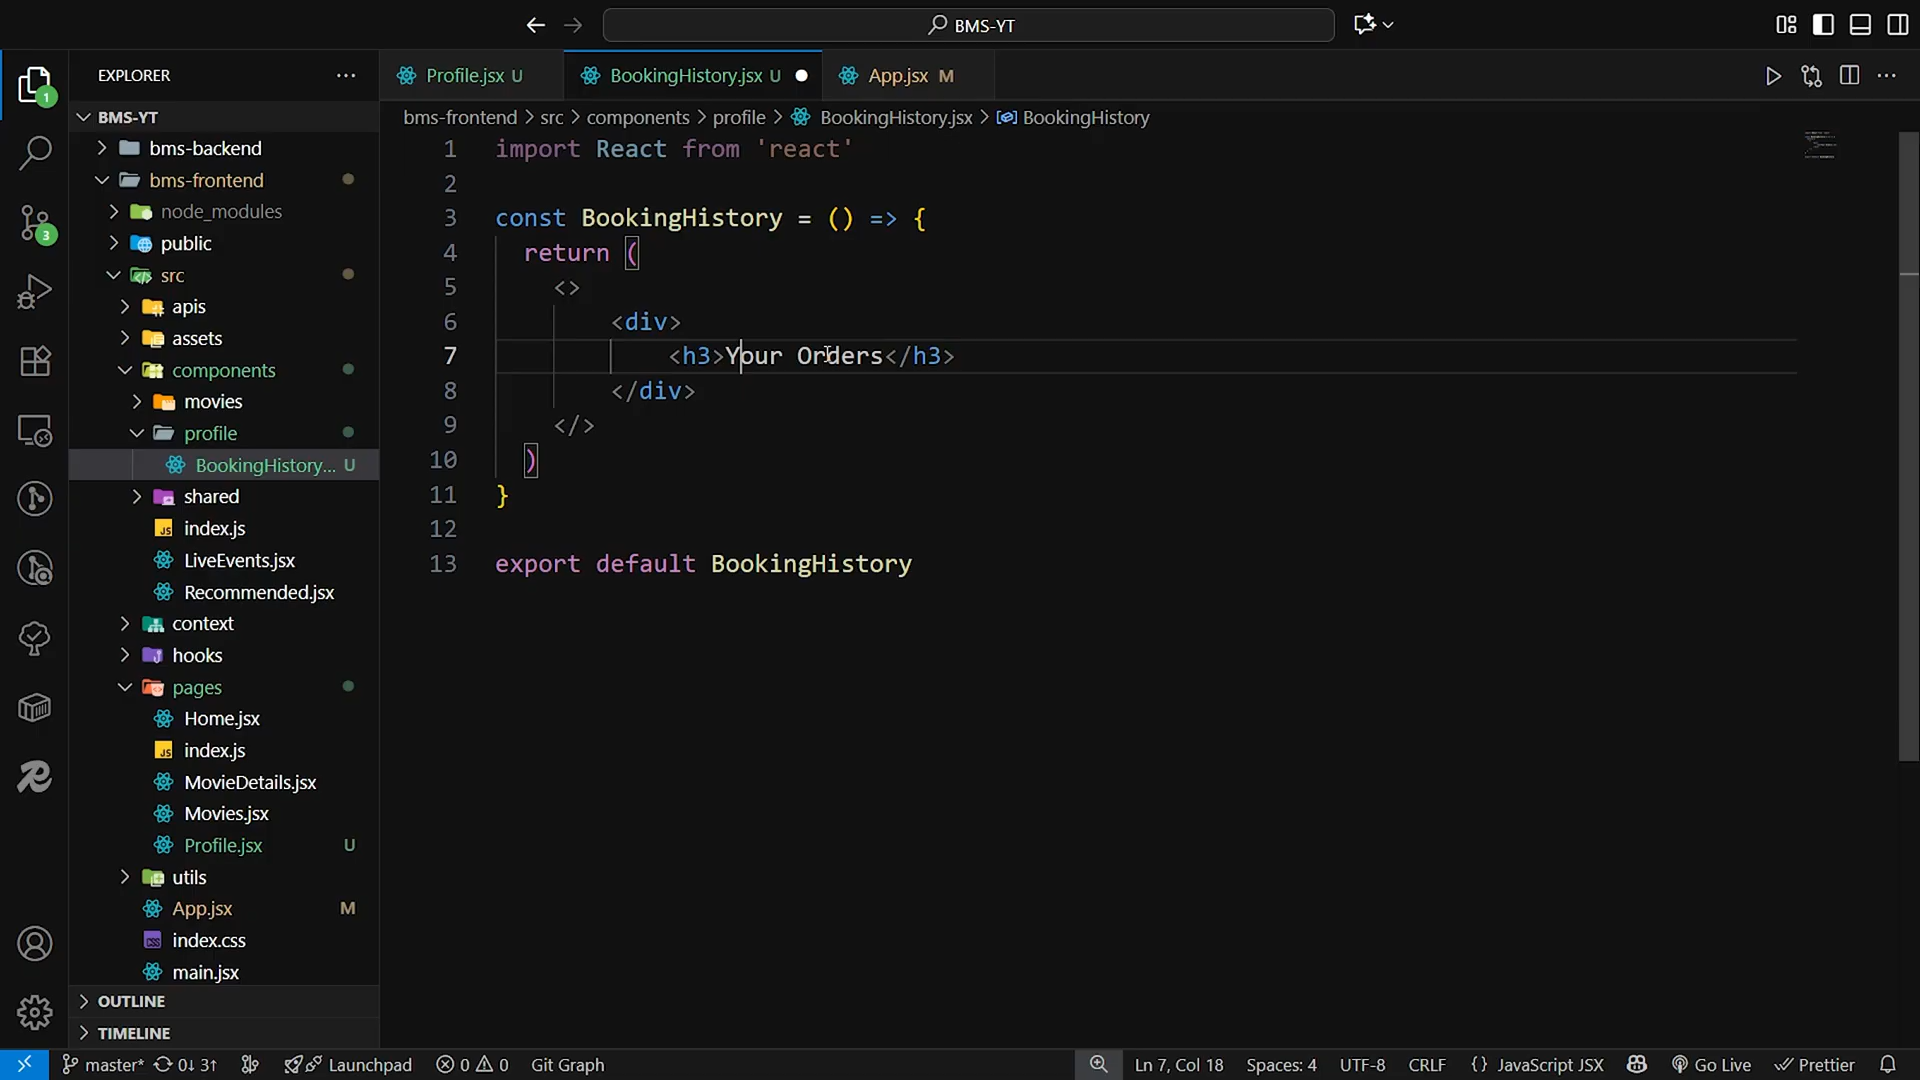 BMS-YT
EXPLORER
Profile.jsx U
BookingHistory.jsx U
App.jsx M
BMS-YT
bms-frontend > src > components > profile > BookingHistory.jsx > BookingHistory
bms-backend
bms-frontend
node_modules
public
src
apis
assets
components
movies
profile
BookingHistory... U
shared
index.js
LiveEvents.jsx
Recommended.jsx
context
hooks
pages
Home.jsx
index.js
MovieDetails.jsx
Movies.jsx
Profile.jsx U
utils
App.jsx M
index.css
main.jsx
OUTLINE
TIMELINE
1 import React from 'react'
2
3 const BookingHistory = () => {
4 return (
5 <>
6 <div>
7 <h3>Your Orders</h3>
8 </div>
9 </>
10 )
11 }
12
13 export default BookingHistory
1
3
master* 0↓ 3↑ Launchpad 0 0 Git Graph Ln 7, Col 18 Spaces: 4 UTF-8 CRLF {} JavaScript JSX Go Live Prettier